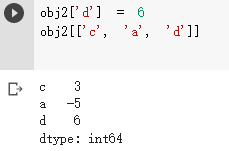 obj2['d'] = 6
obj2[['c', 'a', 'd']]
c 3
a -5
d 6
dtype: int64